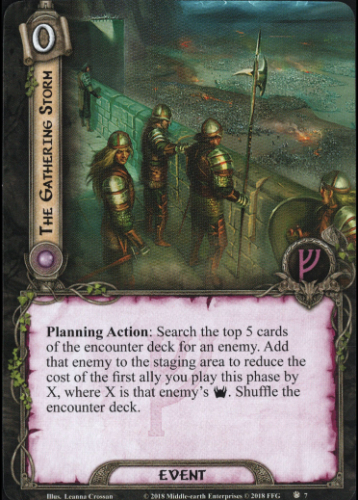 0
THE GATHERING STORM
Planning Action: Search the top 5 cards
of the encounter deck for an enemy. Add
that enemy to the staging area to reduce the
cost of the first ally you play this phase by
X, where X is that enemy's . Shuffle the
encounter deck.
EVENT
Illus. Leanna Crossan © 2018 Middle-earth Enterprises © 2018 FFG 7